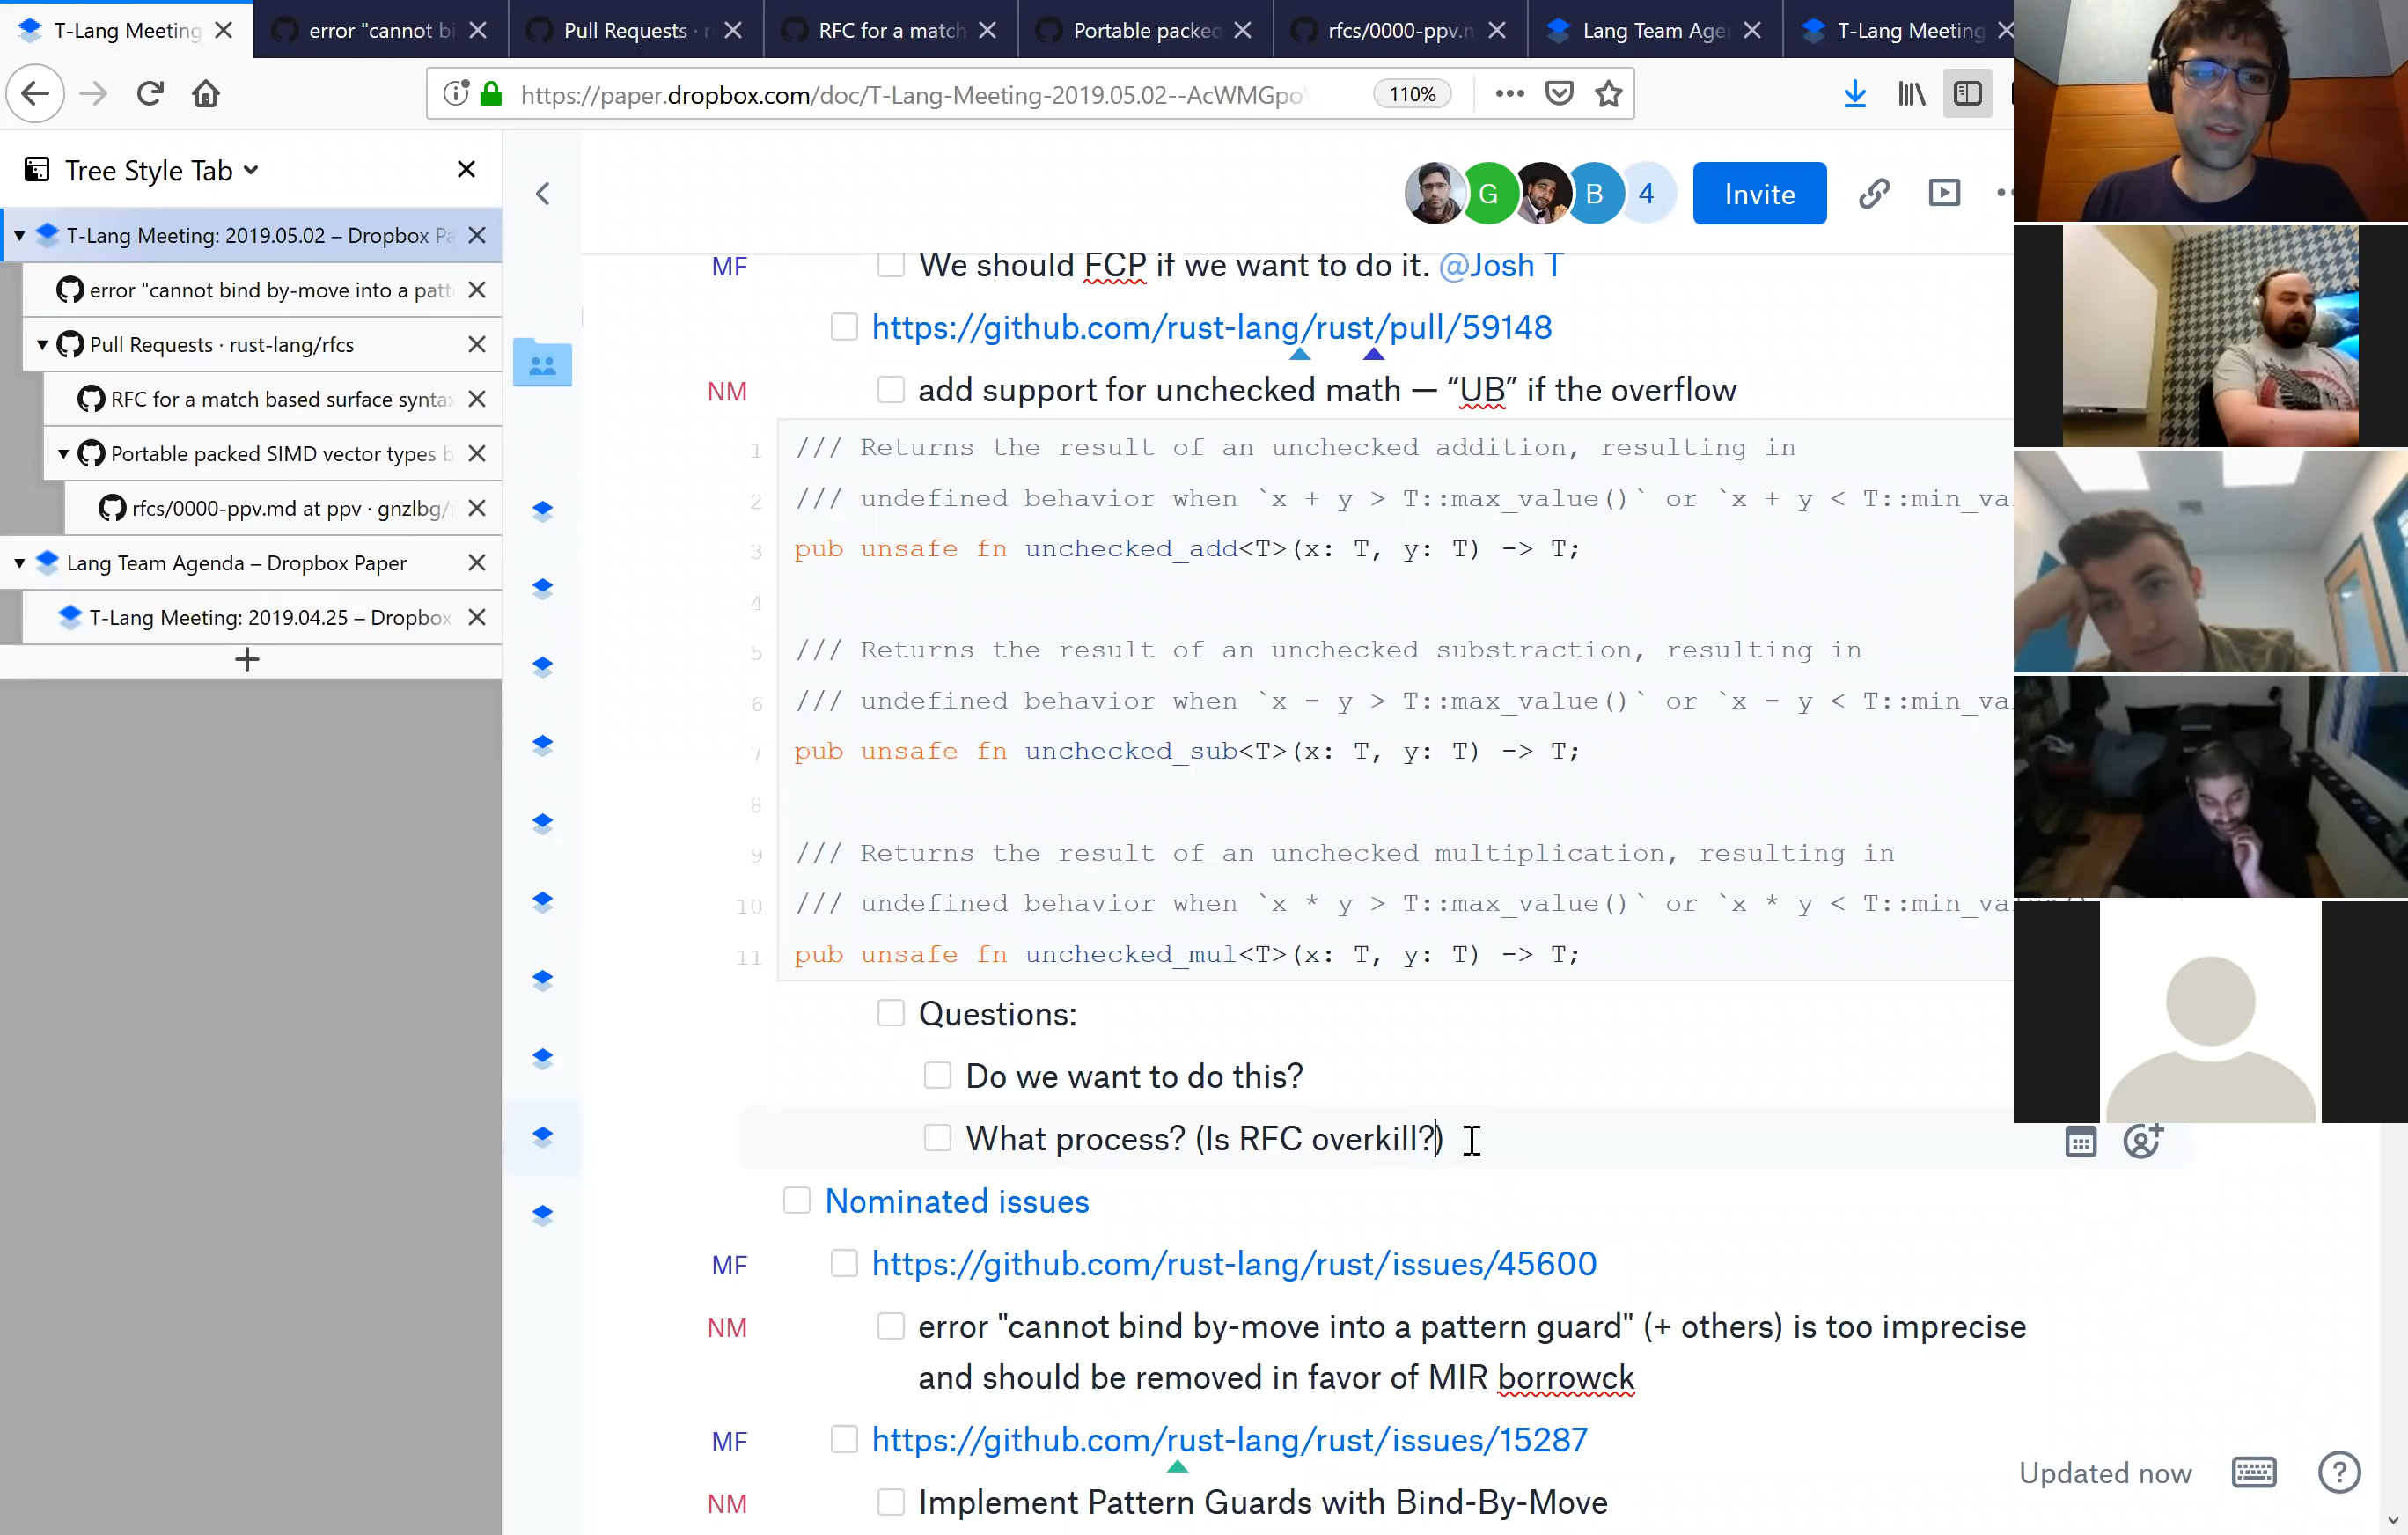 T-Lang Meeting
error "cannot bi
Pull Requests · r
RFC for a match
Portable packed
rfcs/0000-ppv.m
Lang Team Age
T-Lang Meeting
https://paper.dropbox.com/doc/T-Lang-Meeting-2019.05.02--AcWMGpo
110%
Tree Style Tab
T-Lang Meeting: 2019.05.02 – Dropbox Pa
error "cannot bind by-move into a patt
Pull Requests · rust-lang/rfcs
RFC for a match based surface syntax
Portable packed SIMD vector types b
rfcs/0000-ppv.md at ppv · gnzlbg/
Lang Team Agenda – Dropbox Paper
T-Lang Meeting: 2019.04.25 – Dropbox
G
B
4
Invite
MF
We should FCP if we want to do it. @Josh T
https://github.com/rust-lang/rust/pull/59148
NM
add support for unchecked math — “UB” if the overflow
1 /// Returns the result of an unchecked addition, resulting in
2 /// undefined behavior when `x + y > T::max_value()` or `x + y < T::min_va
3 pub unsafe fn unchecked_add<T>(x: T, y: T) -> T;
4
5 /// Returns the result of an unchecked substraction, resulting in
6 /// undefined behavior when `x - y > T::max_value()` or `x - y < T::min_va
7 pub unsafe fn unchecked_sub<T>(x: T, y: T) -> T;
8
9 /// Returns the result of an unchecked multiplication, resulting in
10 /// undefined behavior when `x * y > T::max_value()` or `x * y < T::min_va
11 pub unsafe fn unchecked_mul<T>(x: T, y: T) -> T;
Questions:
Do we want to do this?
What process? (Is RFC overkill?)
Nominated issues
MF
https://github.com/rust-lang/rust/issues/45600
NM
error "cannot bind by-move into a pattern guard" (+ others) is too imprecise
and should be removed in favor of MIR borrowck
MF
https://github.com/rust-lang/rust/issues/15287
NM
Implement Pattern Guards with Bind-By-Move
Updated now
?